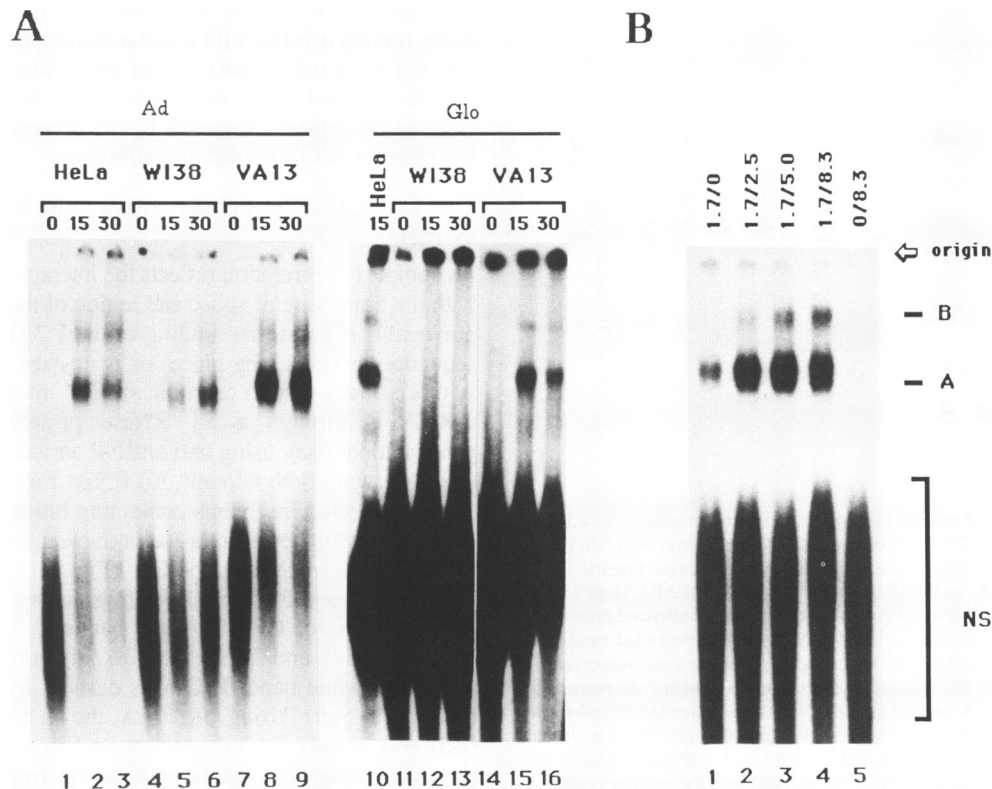 A
B
Ad
Glo
HeLa
WI38
VA13
HeLa
WI38
VA13
0 15 30 0 15 30 0 15 30
15 0 15 30 0 15 30
1.7/0
1.7/2.5
1.7/5.0
1.7/8.3
0/8.3
origin
B
A
NS
1 2 3 4 5 6 7 8 9
10 11 12 13 14 15 16
1 2 3 4 5